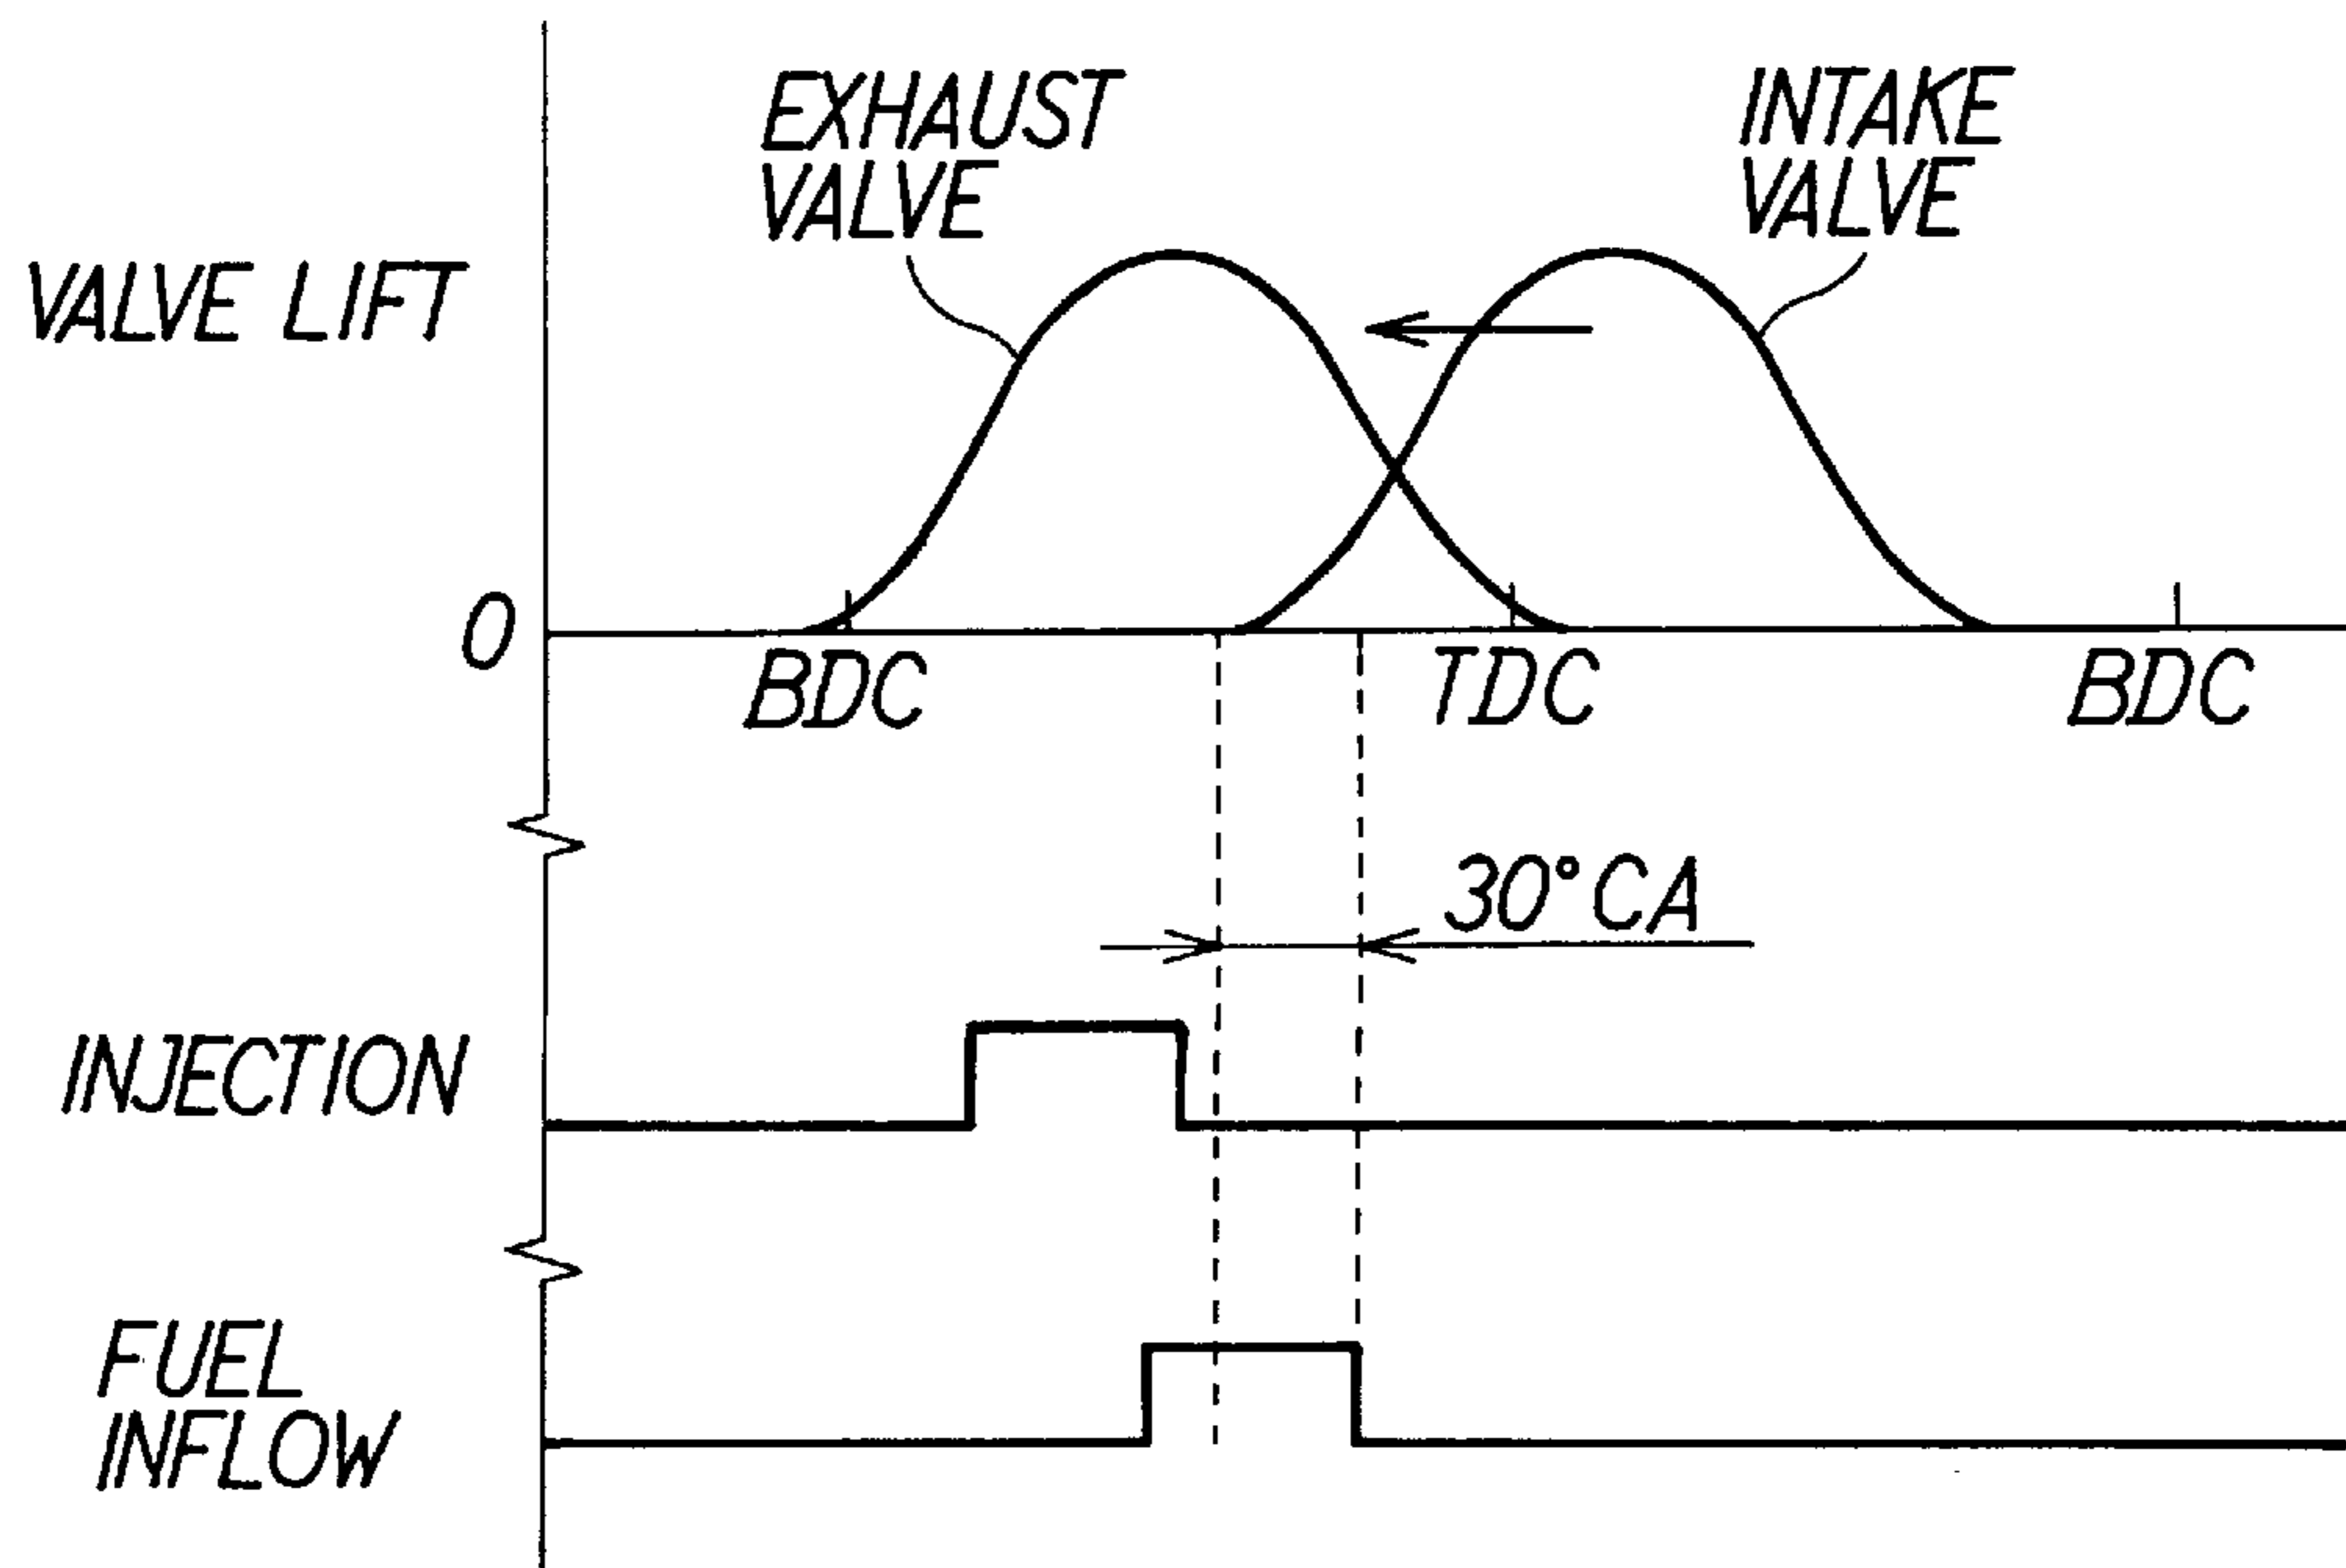 EXHAUST
VALVE
INTAKE
VALVE
VALVE LIFT
0
BDC
TDC
BDC
30°CA
INJECTION
FUEL
INFLOW